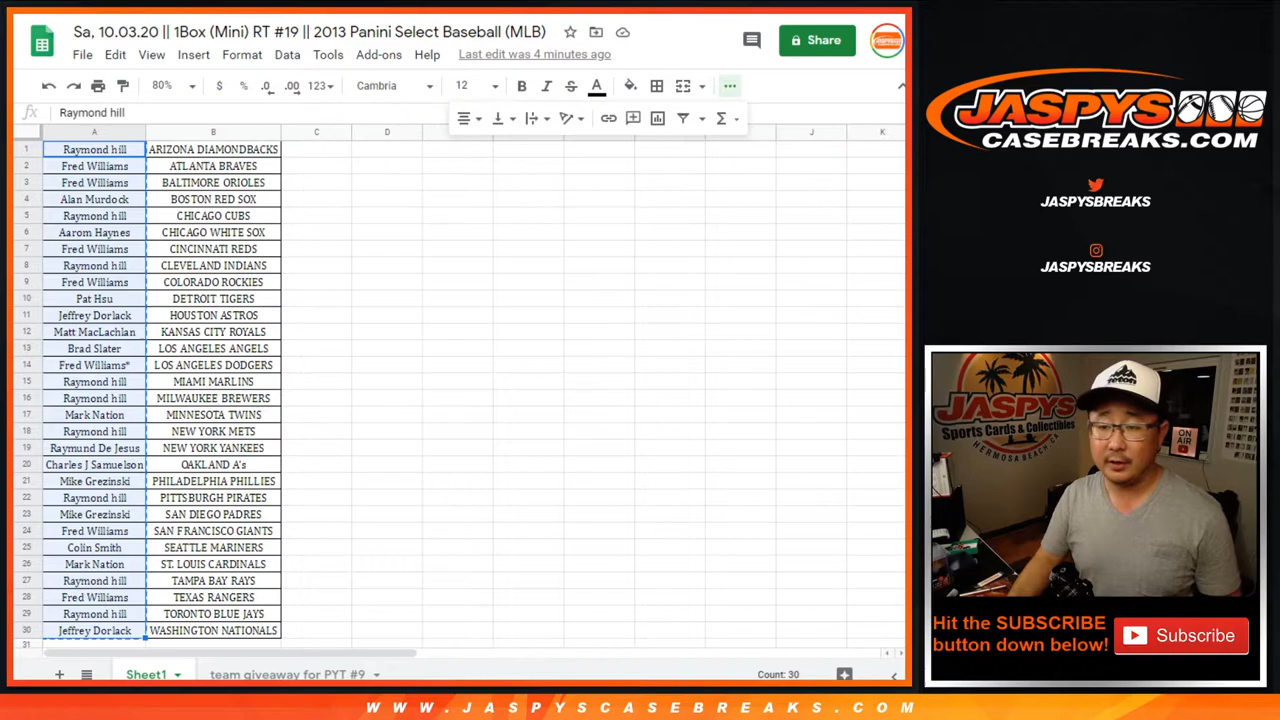 Sa, 10.03.20 || 1Box (Mini) RT #19 || 2013 Panini Select Baseball (MLB)
File Edit View Insert Format Data Tools Add-ons Help Last edit was 4 minutes ago
Share
80% $ % .0 .00 123 Cambria 12 B I S A
fx Raymond hill
A B C D J K
1 Raymond hill ARIZONA DIAMONDBACKS
2 Fred Williams ATLANTA BRAVES
3 Fred Williams BALTIMORE ORIOLES
4 Alan Murdock BOSTON RED SOX
5 Raymond hill CHICAGO CUBS
6 Aarom Haynes CHICAGO WHITE SOX
7 Fred Williams CINCINNATI REDS
8 Raymond hill CLEVELAND INDIANS
9 Fred Williams COLORADO ROCKIES
10 Pat Hsu DETROIT TIGERS
11 Jeffrey Dorlack HOUSTON ASTROS
12 Matt MacLachlan KANSAS CITY ROYALS
13 Brad Slater LOS ANGELES ANGELS
14 Fred Williams* LOS ANGELES DODGERS
15 Raymond hill MIAMI MARLINS
16 Raymond hill MILWAUKEE BREWERS
17 Mark Nation MINNESOTA TWINS
18 Raymond hill NEW YORK METS
19 Raymund De Jesus NEW YORK YANKEES
20 Charles J Samuelson OAKLAND A's
21 Mike Grezinski PHILADELPHIA PHILLIES
22 Raymond hill PITTSBURGH PIRATES
23 Mike Grezinski SAN DIEGO PADRES
24 Fred Williams SAN FRANCISCO GIANTS
25 Colin Smith SEATTLE MARINERS
26 Mark Nation ST. LOUIS CARDINALS
27 Raymond hill TAMPA BAY RAYS
28 Fred Williams TEXAS RANGERS
29 Raymond hill TORONTO BLUE JAYS
30 Jeffrey Dorlack WASHINGTON NATIONALS
31
Sheet1 team giveaway for PYT #9 Count: 30
JASPYS
CASEBREAKS.COM
JASPYSBREAKS
JASPYSBREAKS
JASPYS
Sports Cards & Collectibles
HERMOSA BEACH, CA
ON
AIR
Hit the SUBSCRIBE
button down below!
Subscribe
WWW.JASPYSCASEBREAKS.COM